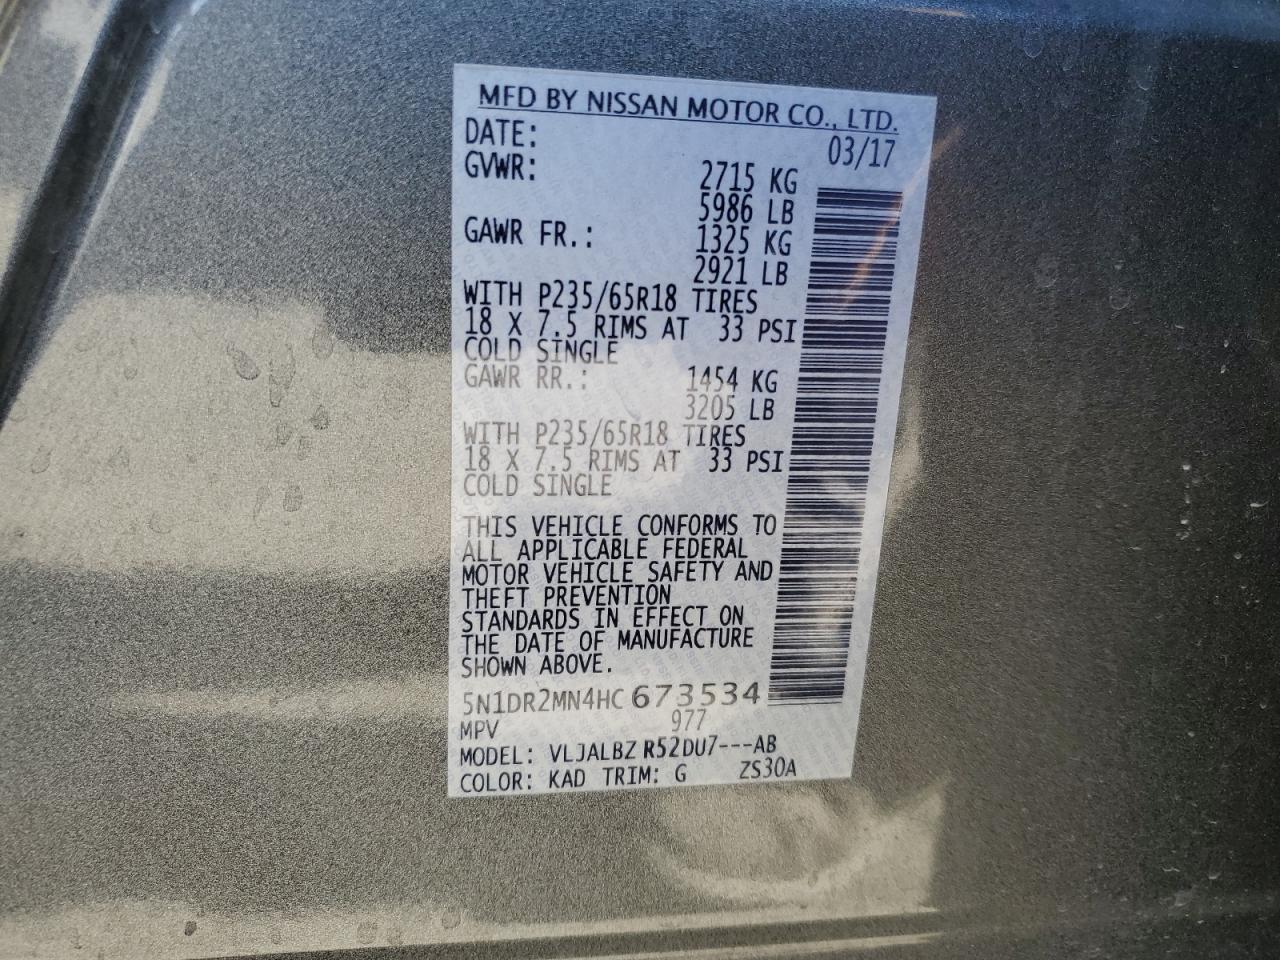 MFD BY NISSAN MOTOR CO., LTD.
DATE: 03/17
GVWR: 2715 KG
5986 LB
GAWR FR.: 1325 KG
2921 LB
WITH P235/65R18 TIRES
18 X 7.5 RIMS AT 33 PSI
COLD SINGLE
GAWR RR.: 1454 KG
3205 LB
WITH P235/65R18 TIRES
18 X 7.5 RIMS AT 33 PSI
COLD SINGLE
THIS VEHICLE CONFORMS TO
ALL APPLICABLE FEDERAL
MOTOR VEHICLE SAFETY AND
THEFT PREVENTION
STANDARDS IN EFFECT ON
THE DATE OF MANUFACTURE
SHOWN ABOVE.
5N1DR2MN4HC673534
MPV 977
MODEL: VLJALBZ R52DU7---AB
COLOR: KAD TRIM: G ZS30A